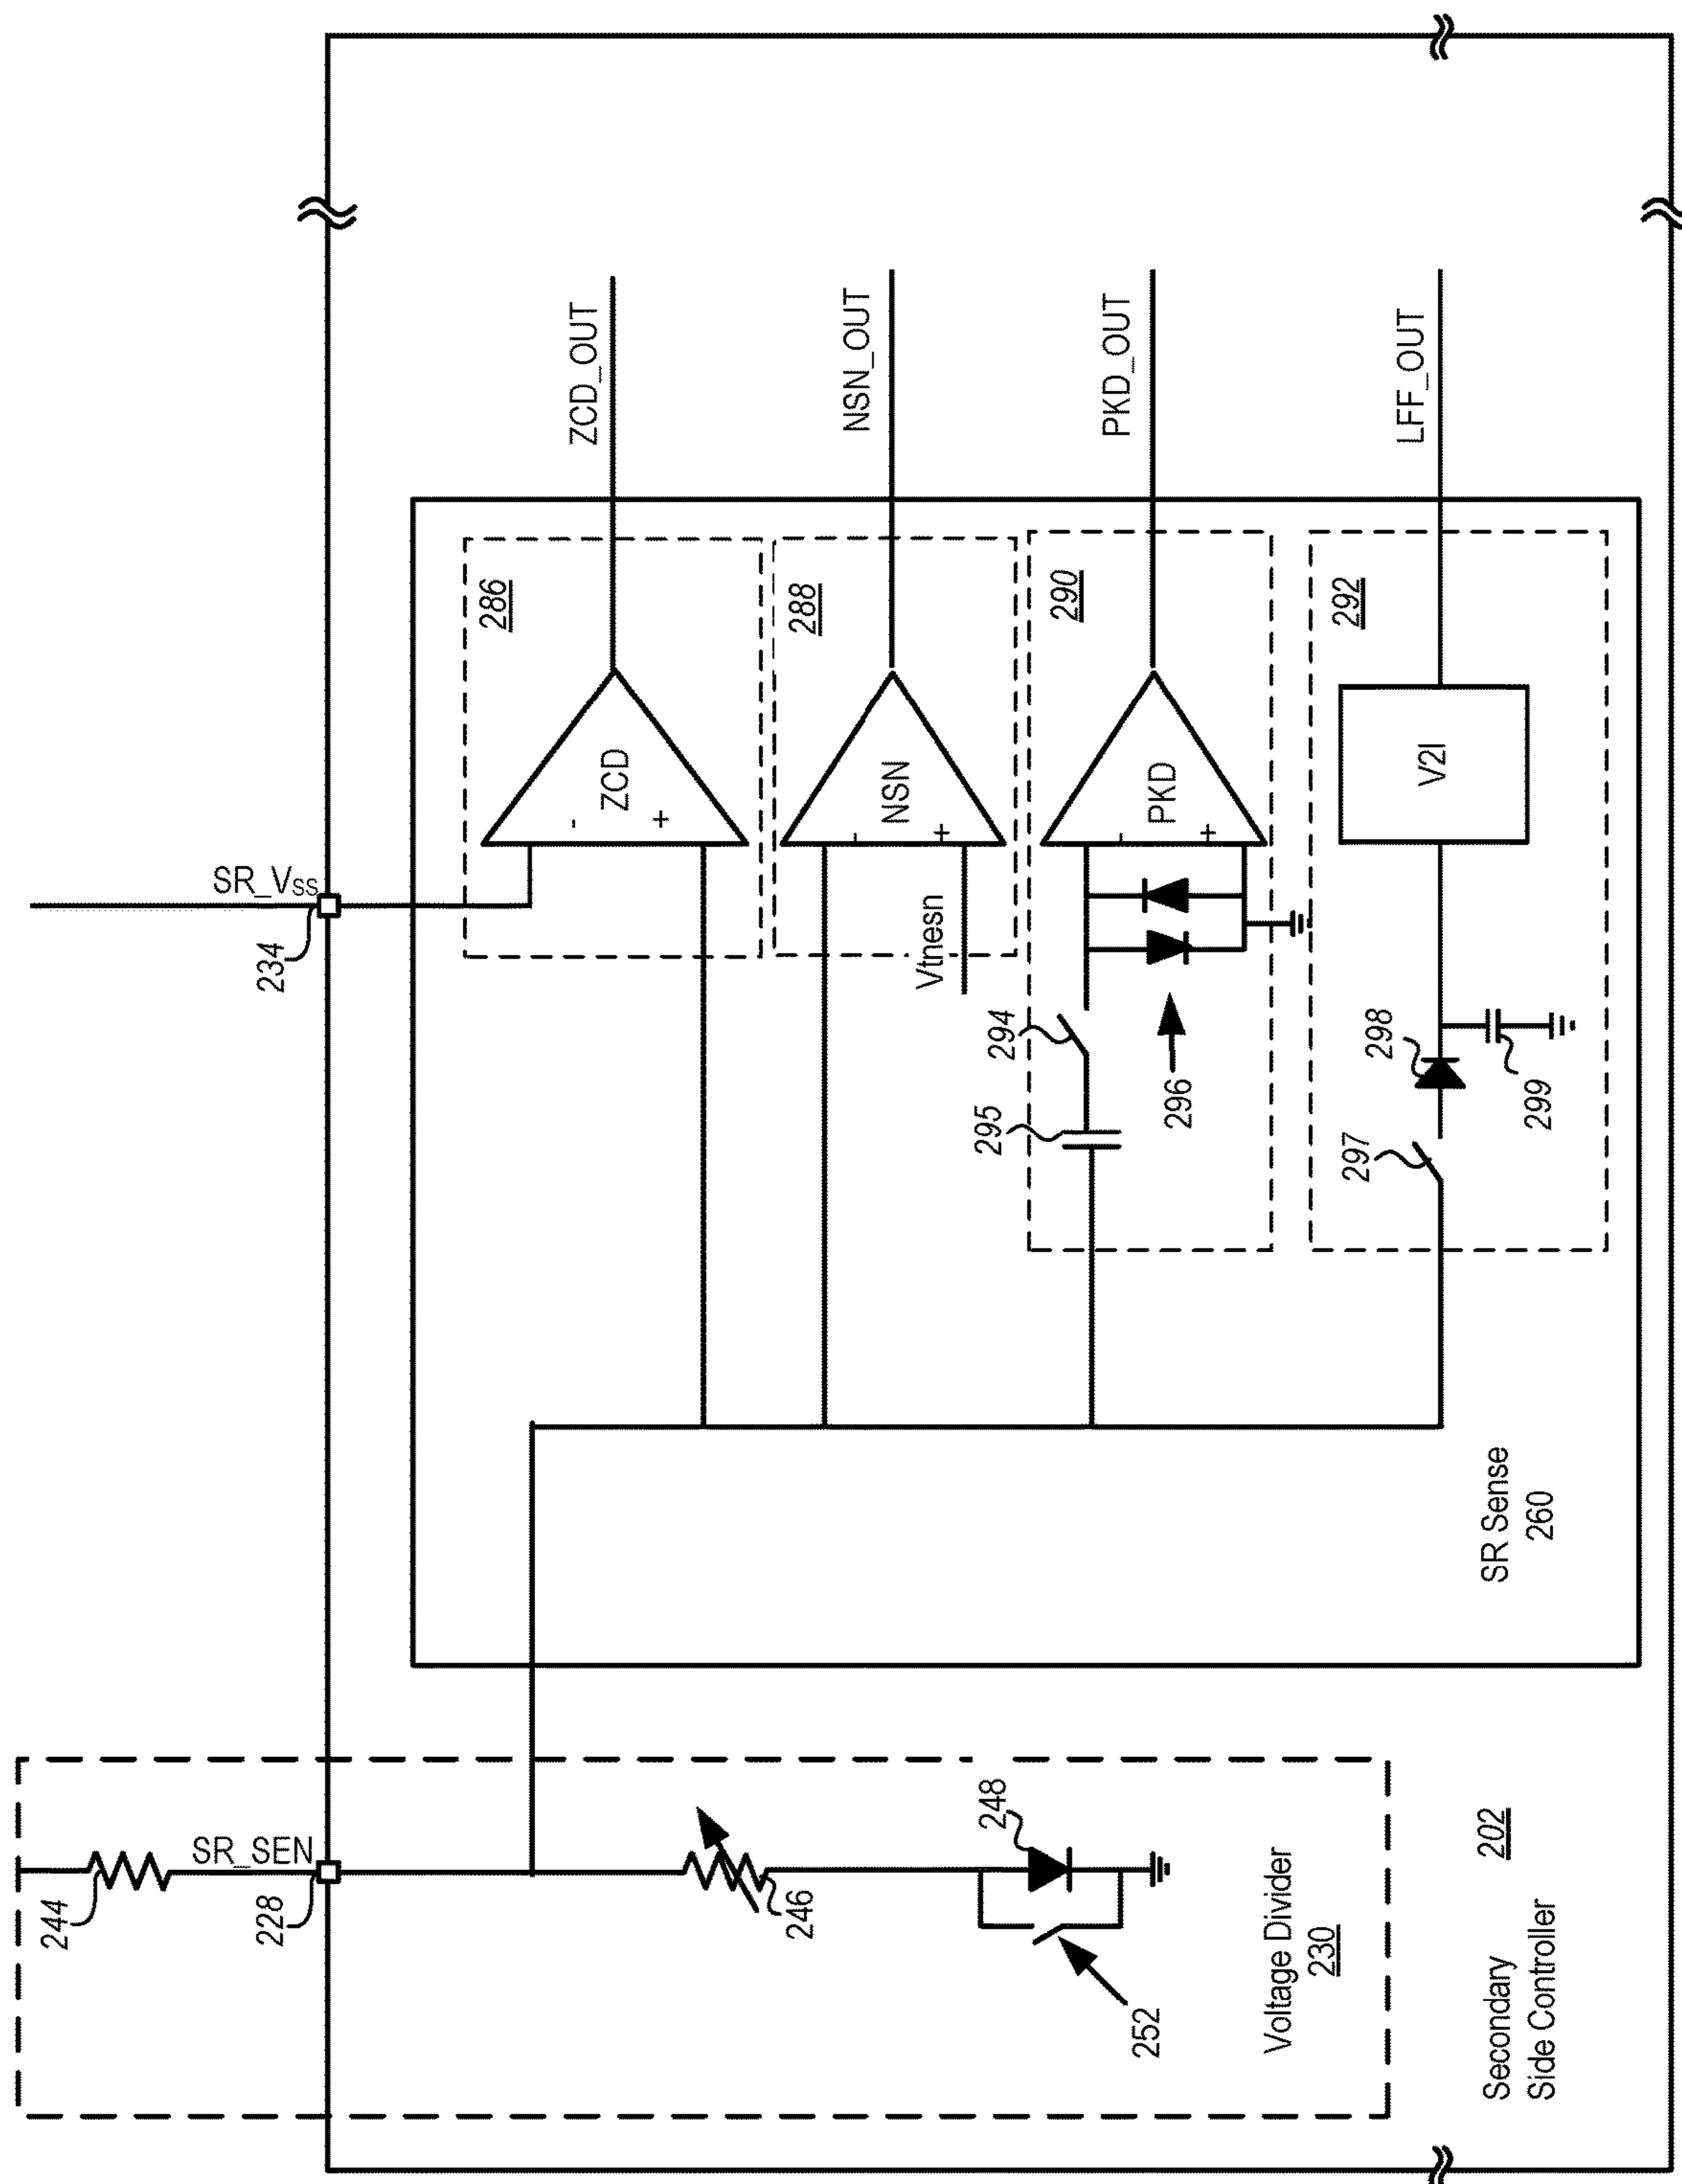 244
SR_SEN
228
246
248
252
Voltage Divider
230
Secondary
Side Controller
202
SR Sense
260
SR_VSS
234
286
ZCD
-
+
ZCD_OUT
288
NSN
-
+
Vtnesn
NSN_OUT
290
PKD
-
+
294
295
296
PKD_OUT
292
V2I
297
298
299
LFF_OUT